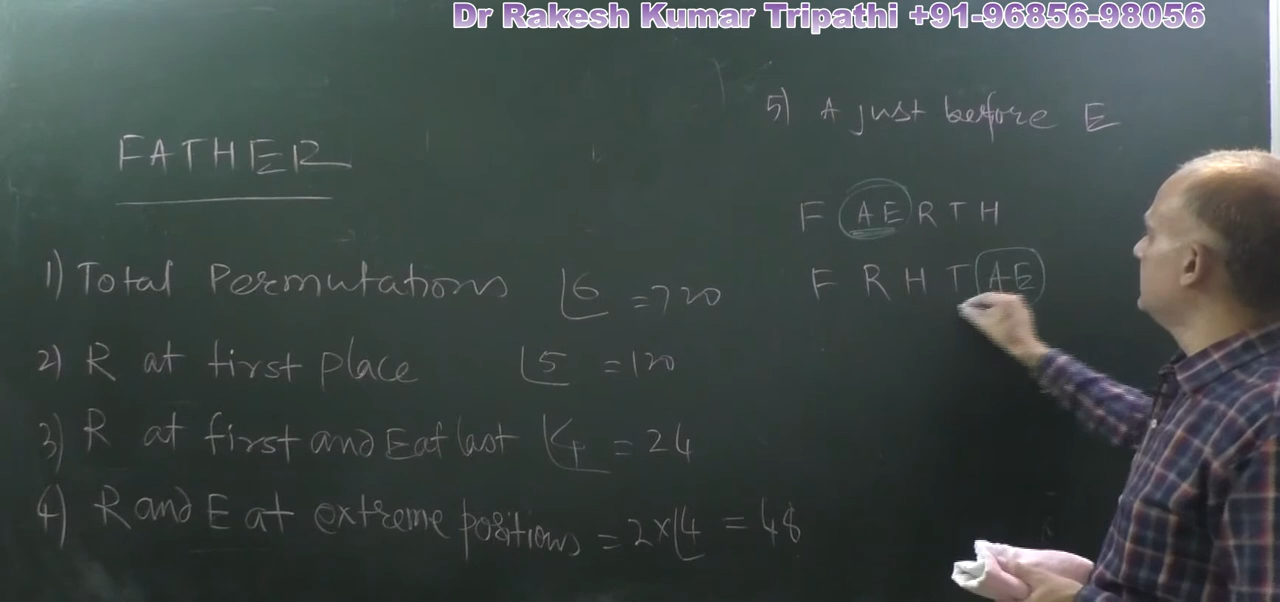 Dr Rakesh Kumar Tripathi +91-96856-98056
FATHER
1) Total Permutations ⌊6 = 720
2) R at first place ⌊5 = 120
3) R at first and E at last ⌊4 = 24
4) R and E at extreme positions = 2×⌊4 = 48
5) A just before E
F AE R T H
F R H T AE